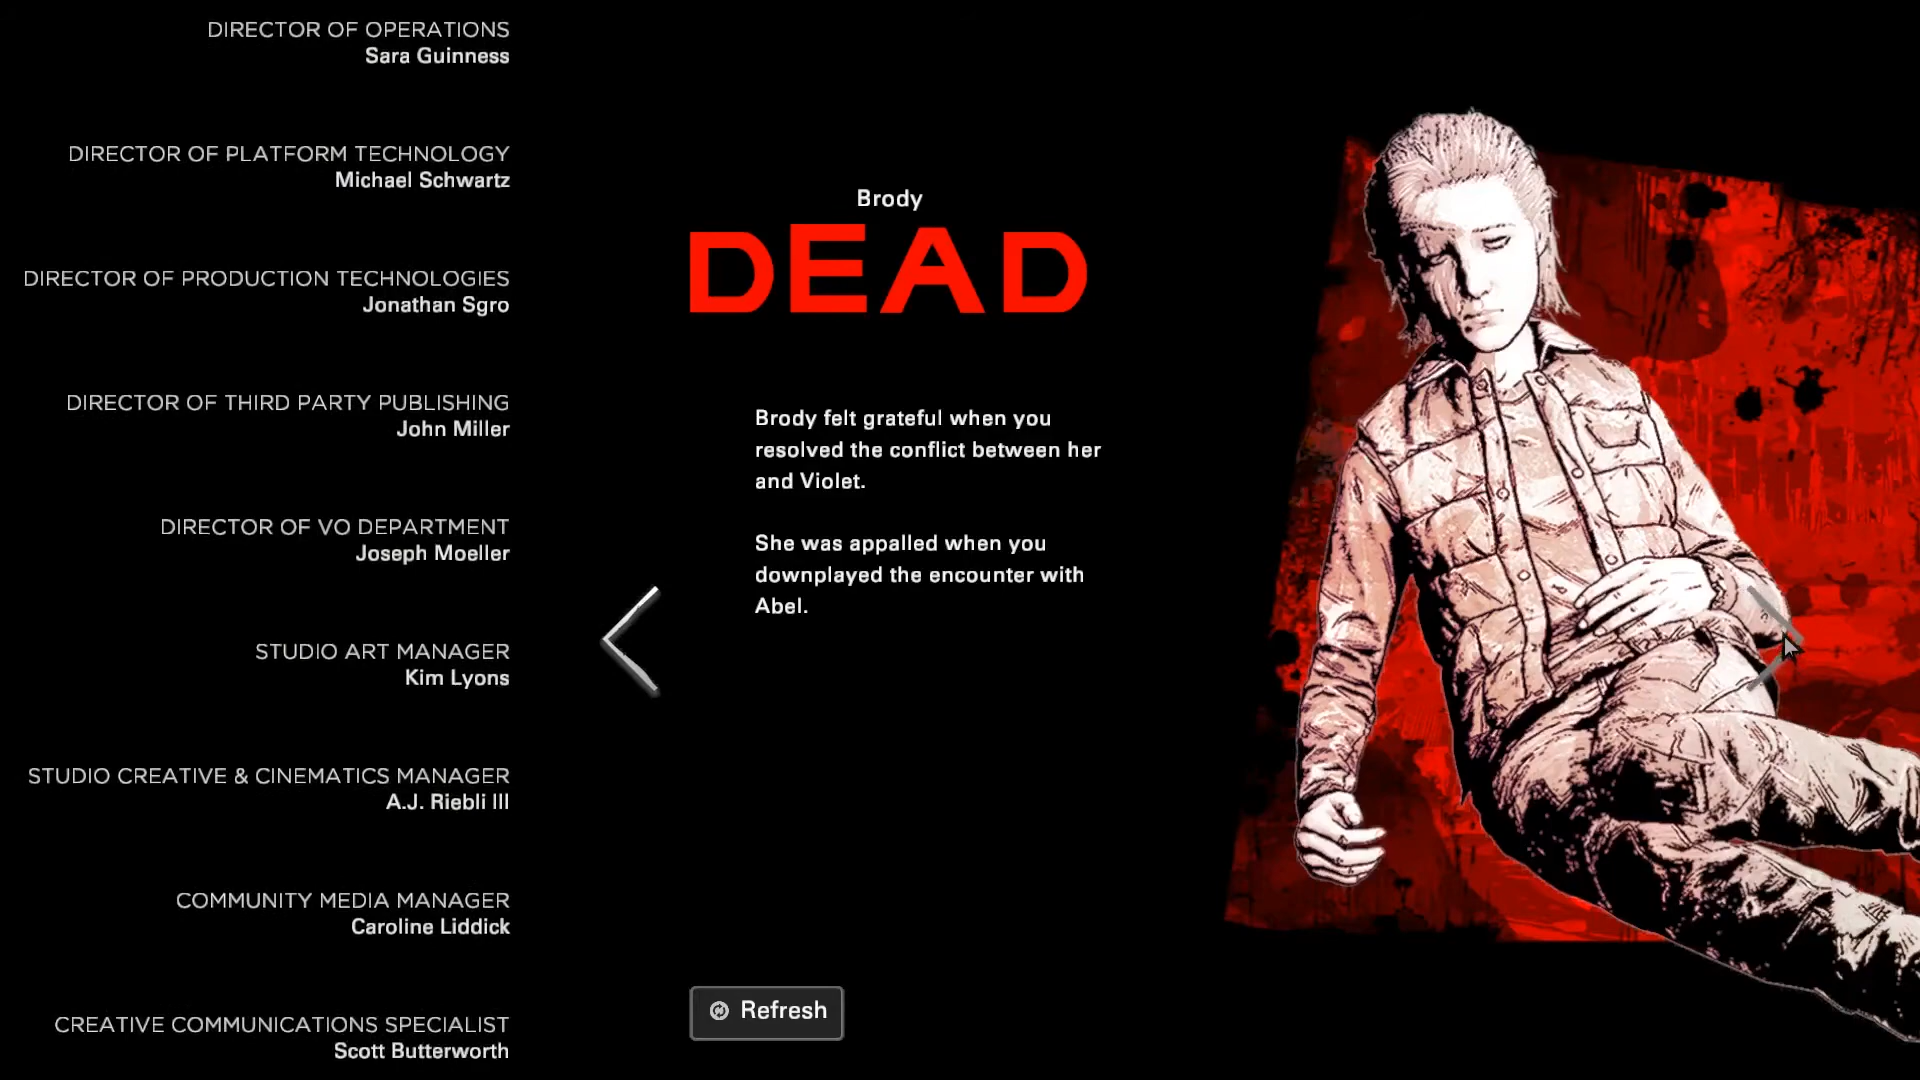 DIRECTOR OF OPERATIONS
Sara Guinness
DIRECTOR OF PLATFORM TECHNOLOGY
Michael Schwartz
DIRECTOR OF PRODUCTION TECHNOLOGIES
Jonathan Sgro
DIRECTOR OF THIRD PARTY PUBLISHING
John Miller
DIRECTOR OF VO DEPARTMENT
Joseph Moeller
STUDIO ART MANAGER
Kim Lyons
STUDIO CREATIVE & CINEMATICS MANAGER
A.J. Riebli III
COMMUNITY MEDIA MANAGER
Caroline Liddick
CREATIVE COMMUNICATIONS SPECIALIST
Scott Butterworth
Brody
DEAD
Brody felt grateful when you
resolved the conflict between her
and Violet.
She was appalled when you
downplayed the encounter with
Abel.
Refresh